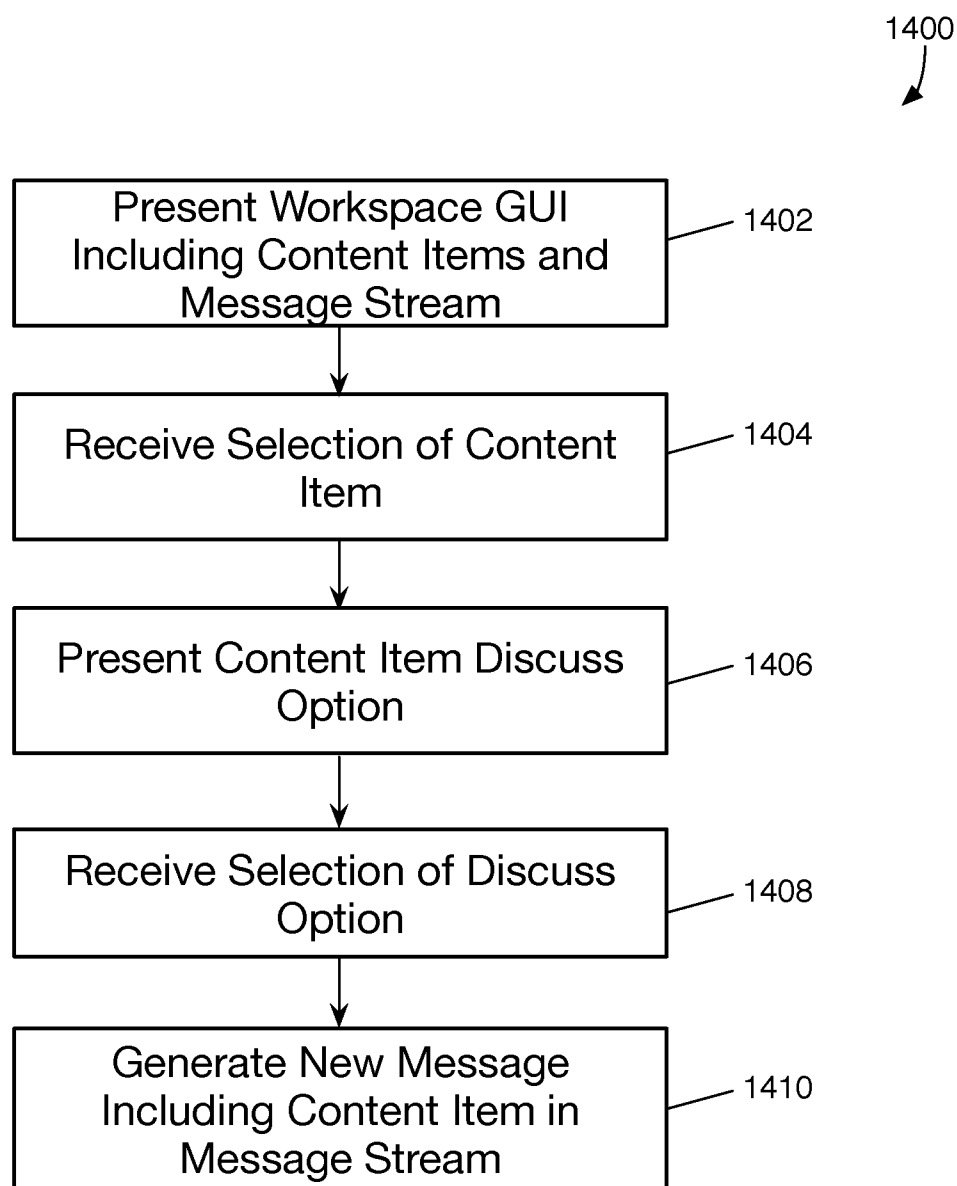 1400
Present Workspace GUI
Including Content Items and
Message Stream
1402
Receive Selection of Content
Item
1404
Present Content Item Discuss
Option
1406
Receive Selection of Discuss
Option
1408
Generate New Message
Including Content Item in
Message Stream
1410